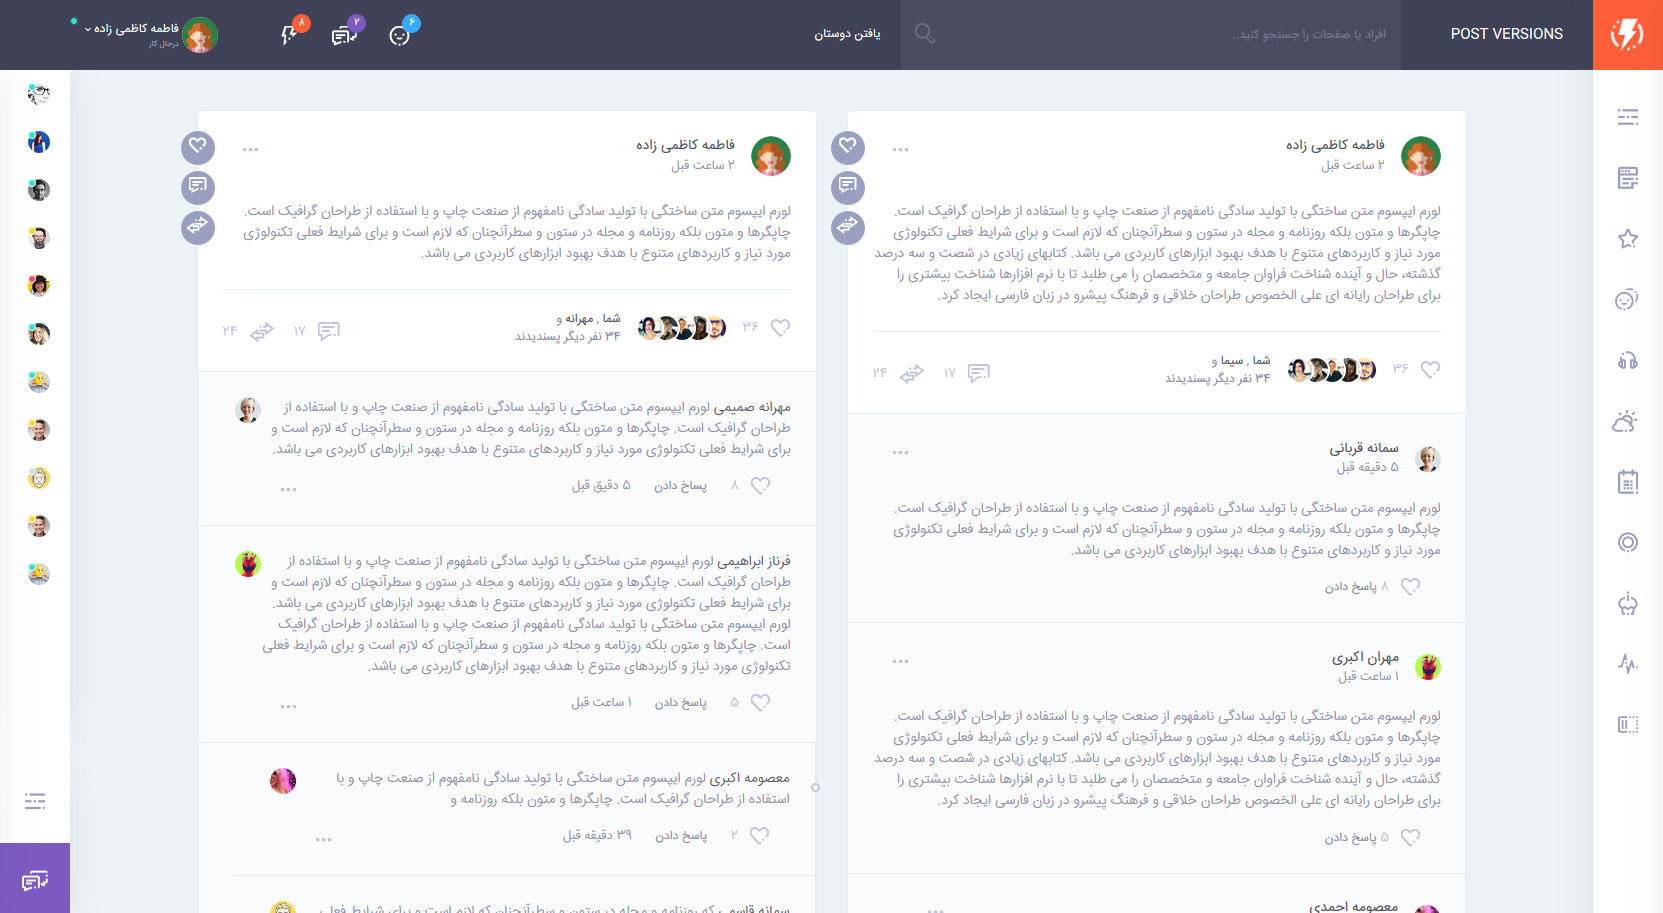 POST VERSIONS
افراد یا صفحات را جستجو کنید..
یافتن دوستان
۶
۲
۸
فاطمه کاظمی زاده
درحال کار
فاطمه کاظمی زاده
۲ ساعت قبل
لورم ایپسوم متن ساختگی با تولید سادگی نامفهوم از صنعت چاپ و با استفاده از طراحان گرافیک است.
چاپگرها و متون بلکه روزنامه و مجله در ستون و سطرآنچنان که لازم است و برای شرایط فعلی تکنولوژی
مورد نیاز و کاربردهای متنوع با هدف بهبود ابزارهای کاربردی می باشد. کتابهای زیادی در شصت و سه درصد
گذشته، حال و آینده شناخت فراوان جامعه و متخصصان را می طلبد تا با نرم افزارها شناخت بیشتری را
برای طراحان رایانه ای علی الخصوص طراحان خلاقی و فرهنگ پیشرو در زبان فارسی ایجاد کرد.
۳۶
شما , سیما و
۳۴ نفر دیگر پسندیدند
۱۷
۲۴
سمانه قربانی
۵ دقیقه قبل
لورم ایپسوم متن ساختگی با تولید سادگی نامفهوم از صنعت چاپ و با استفاده از طراحان گرافیک است.
چاپگرها و متون بلکه روزنامه و مجله در ستون و سطرآنچنان که لازم است و برای شرایط فعلی تکنولوژی
مورد نیاز و کاربردهای متنوع با هدف بهبود ابزارهای کاربردی می باشد.
۸ پاسخ دادن
مهران اکبری
۱ ساعت قبل
لورم ایپسوم متن ساختگی با تولید سادگی نامفهوم از صنعت چاپ و با استفاده از طراحان گرافیک است.
چاپگرها و متون بلکه روزنامه و مجله در ستون و سطرآنچنان که لازم است و برای شرایط فعلی تکنولوژی
مورد نیاز و کاربردهای متنوع با هدف بهبود ابزارهای کاربردی می باشد. کتابهای زیادی در شصت و سه درصد
گذشته، حال و آینده شناخت فراوان جامعه و متخصصان را می طلبد تا با نرم افزارها شناخت بیشتری را
برای طراحان رایانه ای علی الخصوص طراحان خلاقی و فرهنگ پیشرو در زبان فارسی ایجاد کرد.
۵ پاسخ دادن
معصومه احمدی
فاطمه کاظمی زاده
۲ ساعت قبل
لورم ایپسوم متن ساختگی با تولید سادگی نامفهوم از صنعت چاپ و با استفاده از طراحان گرافیک است.
چاپگرها و متون بلکه روزنامه و مجله در ستون و سطرآنچنان که لازم است و برای شرایط فعلی تکنولوژی
مورد نیاز و کاربردهای متنوع با هدف بهبود ابزارهای کاربردی می باشد.
۳۶
شما , مهرانه و
۳۴ نفر دیگر پسندیدند
۱۷
۲۴
مهرانه صمیمی لورم ایپسوم متن ساختگی با تولید سادگی نامفهوم از صنعت چاپ و با استفاده از
طراحان گرافیک است. چاپگرها و متون بلکه روزنامه و مجله در ستون و سطرآنچنان که لازم است و
برای شرایط فعلی تکنولوژی مورد نیاز و کاربردهای متنوع با هدف بهبود ابزارهای کاربردی می باشد.
۸ پساخ دادن ۵ دقیق قبل
فرناز ابراهیمی لورم ایپسوم متن ساختگی با تولید سادگی نامفهوم از صنعت چاپ و با استفاده از
طراحان گرافیک است. چاپگرها و متون بلکه روزنامه و مجله در ستون و سطرآنچنان که لازم است و
برای شرایط فعلی تکنولوژی مورد نیاز و کاربردهای متنوع با هدف بهبود ابزارهای کاربردی می باشد.
لورم ایپسوم متن ساختگی با تولید سادگی نامفهوم از صنعت چاپ و با استفاده از طراحان گرافیک
است. چاپگرها و متون بلکه روزنامه و مجله در ستون و سطرآنچنان که لازم است و برای شرایط فعلی
تکنولوژی مورد نیاز و کاربردهای متنوع با هدف بهبود ابزارهای کاربردی می باشد.
۵ پاسخ دادن ۱ ساعت قبل
معصومه اکبری لورم ایپسوم متن ساختگی با تولید سادگی نامفهوم از صنعت چاپ و با
استفاده از طراحان گرافیک است. چاپگرها و متون بلکه روزنامه و
۲ پاسخ دادن ۳۹ دقیقه قبل
سمانه قاسمی که روزنامه و مجله در ستون و سطرآنچنان که لازم است و برای شرایط فعلی